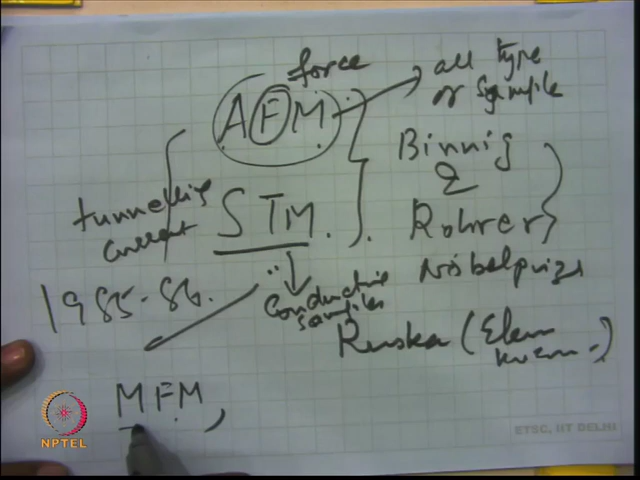 force
AFM
all type
of sample
Binnig
&
Rohrer
Nobel prize
tunneling
current
STM.
1985-86.
Conductive
samples
Ruska (Elec
MFM,
NPTEL
ETSC, IIT DELHI